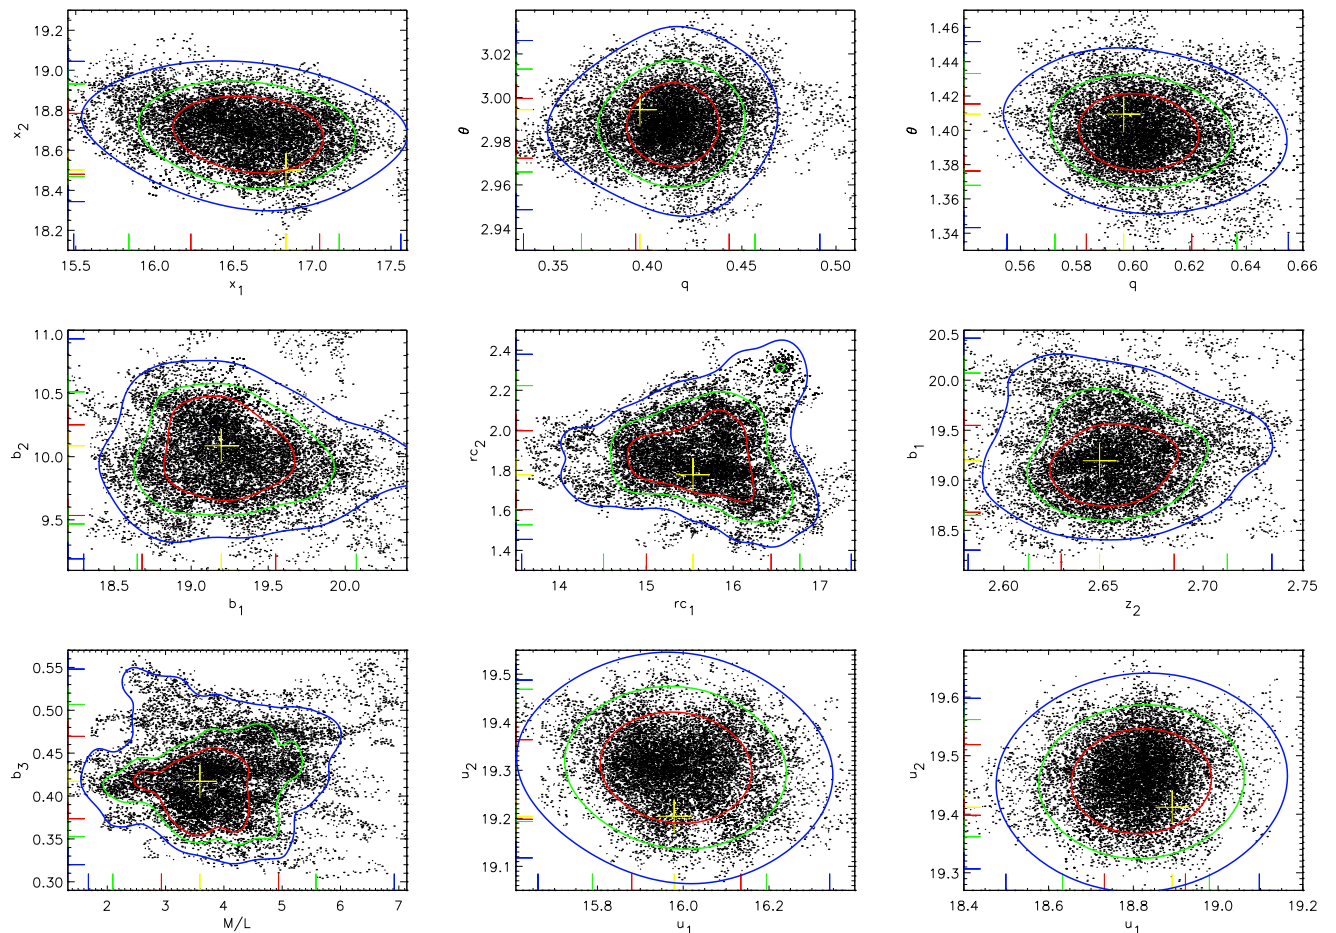 19.2
19.0
18.8
18.6
18.4
18.2
x2
15.5 16.0 16.5 17.0 17.5
x1
3.02
3.00
2.98
2.96
2.94
θ
0.35 0.40 0.45 0.50
q
1.46
1.44
1.42
1.40
1.38
1.36
1.34
θ
0.56 0.58 0.60 0.62 0.64 0.66
q
11.0
10.5
10.0
9.5
b2
18.5 19.0 19.5 20.0
b1
2.4
2.2
2.0
1.8
1.6
1.4
rc2
14 15 16 17
rc1
20.5
20.0
19.5
19.0
18.5
b1
2.60 2.65 2.70 2.75
z2
0.55
0.50
0.45
0.40
0.35
0.30
b3
2 3 4 5 6 7
M/L
19.5
19.4
19.3
19.2
19.1
u2
15.8 16.0 16.2
u1
19.6
19.5
19.4
19.3
u2
18.4 18.6 18.8 19.0 19.2
u1